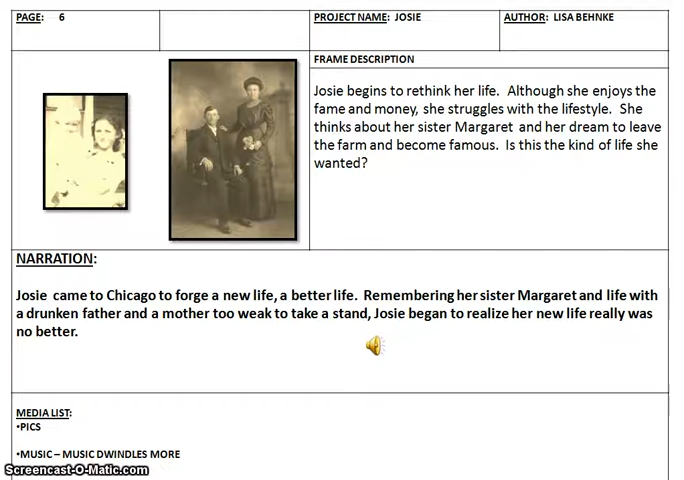 PAGE: 6
PROJECT NAME: JOSIE
AUTHOR: LISA BEHNKE
FRAME DESCRIPTION
Josie begins to rethink her life. Although she enjoys the
fame and money, she struggles with the lifestyle. She
thinks about her sister Margaret and her dream to leave
the farm and become famous. Is this the kind of life she
wanted?
NARRATION:
Josie came to Chicago to forge a new life, a better life. Remembering her sister Margaret and life with
a drunken father and a mother too weak to take a stand, Josie began to realize her new life really was
no better.
MEDIA LIST:
•PICS
•MUSIC – MUSIC DWINDLES MORE
Screencast-O-Matic.com